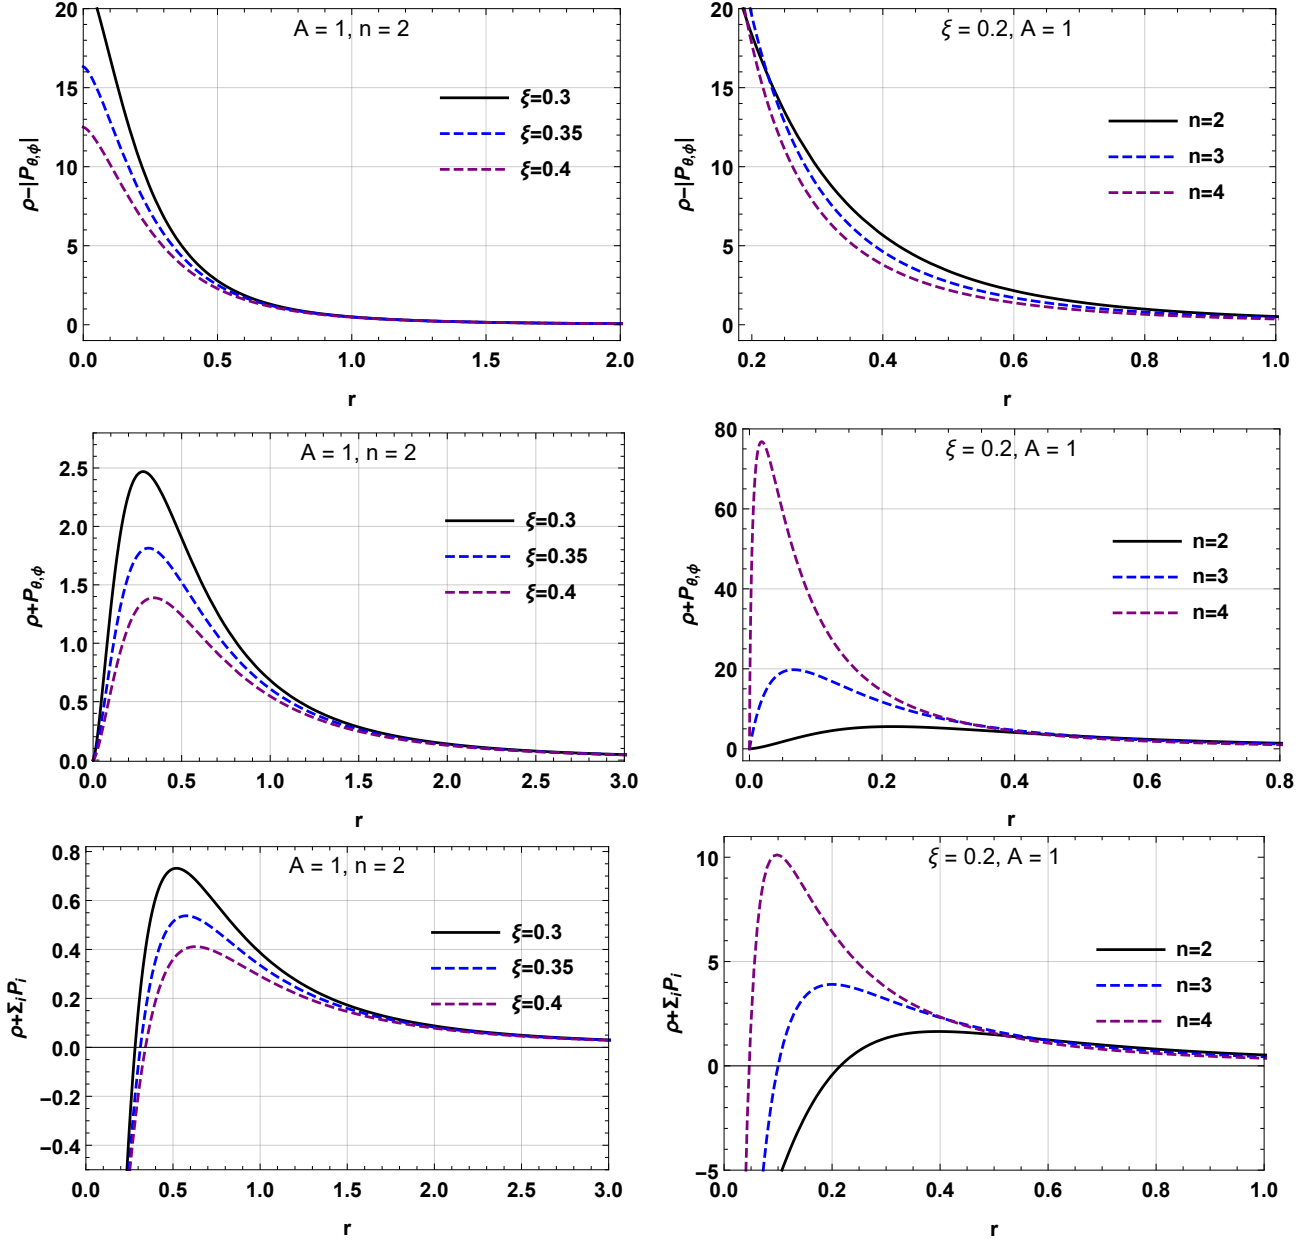 A = 1, n = 2
ρ−|P_{θ,ϕ}|
20
15
10
5
0
ξ=0.3
ξ=0.35
ξ=0.4
0.0 0.5 1.0 1.5 2.0
r
ξ = 0.2, A = 1
ρ−|P_{θ,ϕ}|
20
15
10
5
0
n=2
n=3
n=4
0.2 0.4 0.6 0.8 1.0
r
A = 1, n = 2
ρ+P_{θ,ϕ}
2.5
2.0
1.5
1.0
0.5
0.0
ξ=0.3
ξ=0.35
ξ=0.4
0.0 0.5 1.0 1.5 2.0 2.5 3.0
r
ξ = 0.2, A = 1
ρ+P_{θ,ϕ}
80
60
40
20
0
n=2
n=3
n=4
0.0 0.2 0.4 0.6 0.8
r
A = 1, n = 2
ρ+Σ_iP_i
0.8
0.6
0.4
0.2
0.0
−0.2
−0.4
ξ=0.3
ξ=0.35
ξ=0.4
0.0 0.5 1.0 1.5 2.0 2.5 3.0
r
ξ = 0.2, A = 1
ρ+Σ_iP_i
10
5
0
−5
n=2
n=3
n=4
0.0 0.2 0.4 0.6 0.8 1.0
r